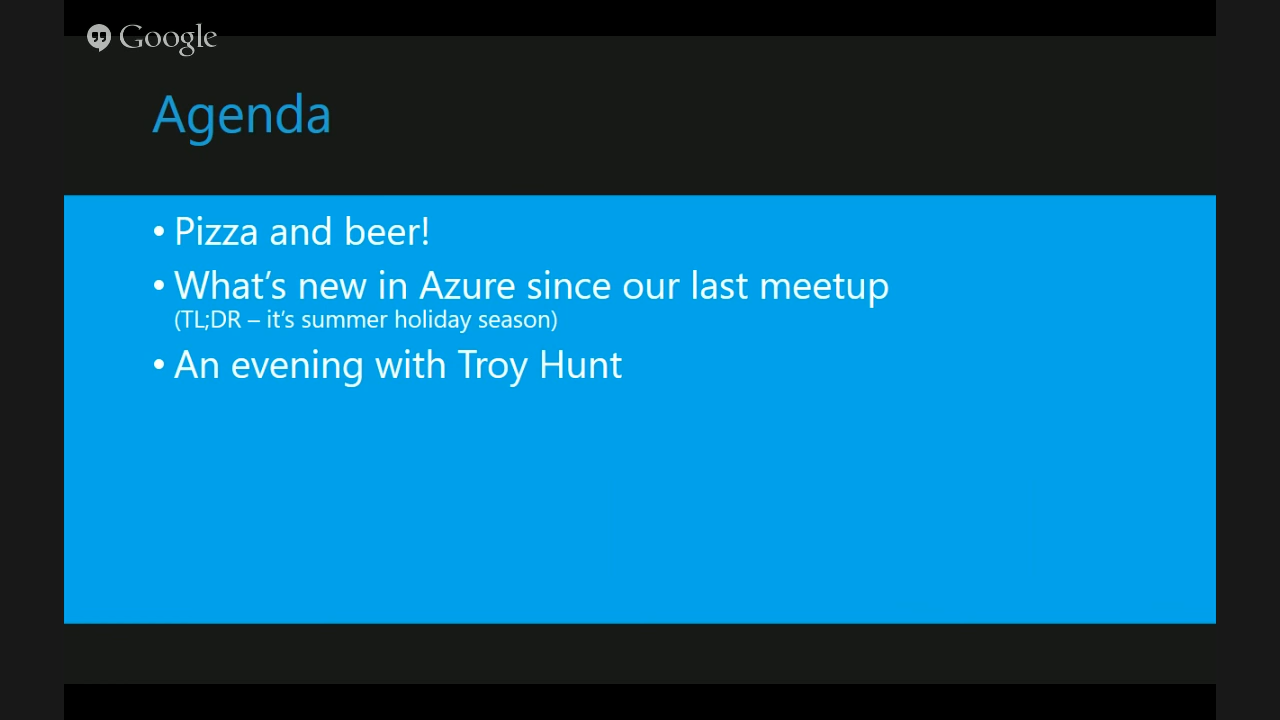 Google
Agenda
• Pizza and beer!
• What's new in Azure since our last meetup
(TL;DR – it's summer holiday season)
• An evening with Troy Hunt